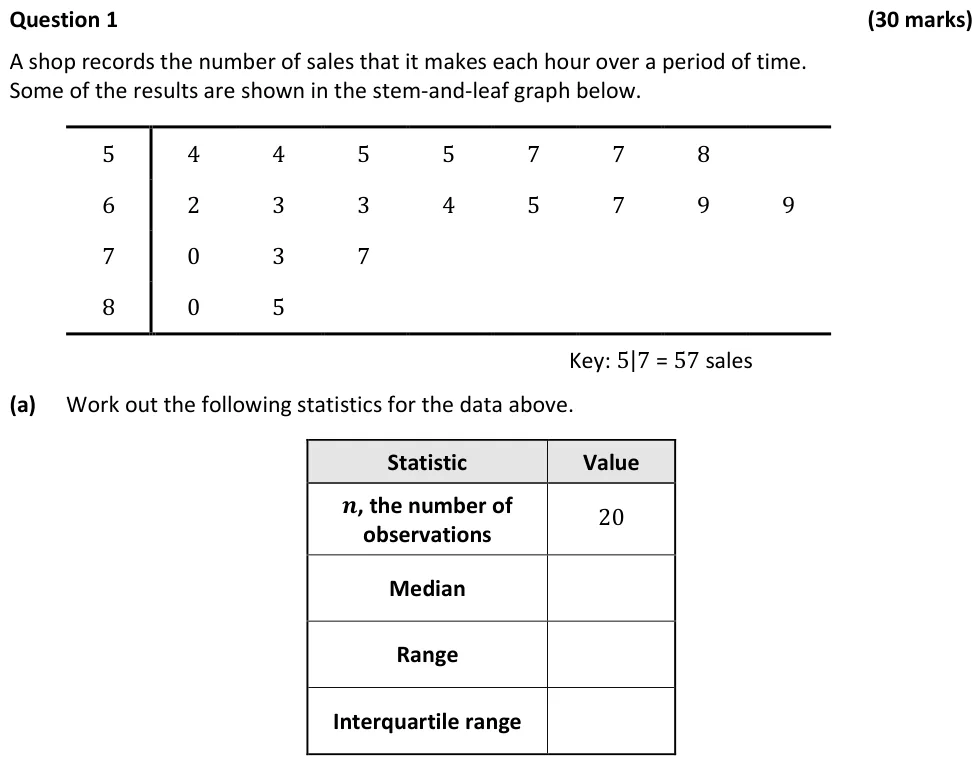 Question 1 (30 marks)
A shop records the number of sales that it makes each hour over a period of time.
Some of the results are shown in the stem-and-leaf graph below.
5 4 4 5 5 7 7 8
6 2 3 3 4 5 7 9 9
7 0 3 7
8 0 5
Key: 5|7 = 57 sales
(a) Work out the following statistics for the data above.
Statistic Value
n, the number of
observations 20
Median
Range
Interquartile range